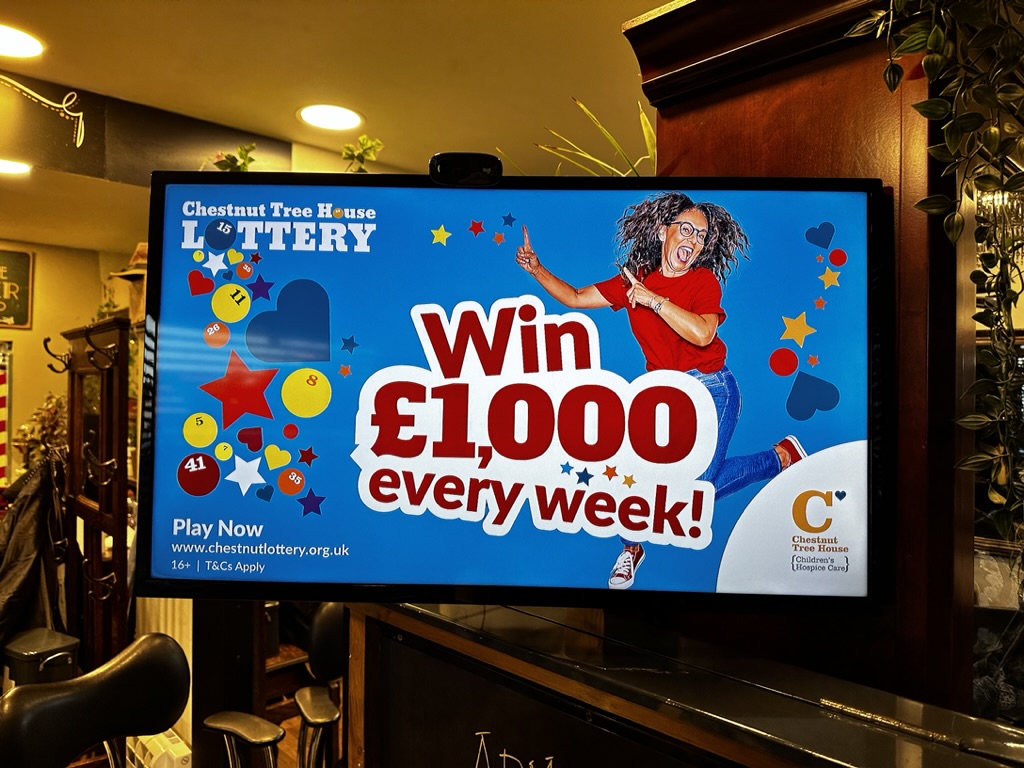 Chestnut Tree House
LOTTERY
15
11
26
8
5
7
41
35
Win
£1,000
every week!
Play Now
www.chestnutlottery.org.uk
16+ | T&Cs Apply
C
Chestnut
Tree House
{Children's
Hospice Care}